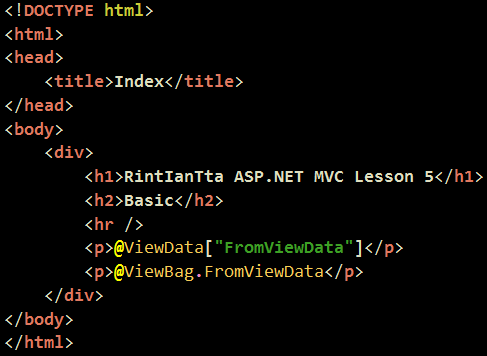 <!DOCTYPE html>
<html>
<head>
    <title>Index</title>
</head>
<body>
    <div>
        <h1>RintIanTta ASP.NET MVC Lesson 5</h1>
        <h2>Basic</h2>
        <hr />
        <p>@ViewData["FromViewData"]</p>
        <p>@ViewBag.FromViewData</p>
    </div>
</body>
</html>